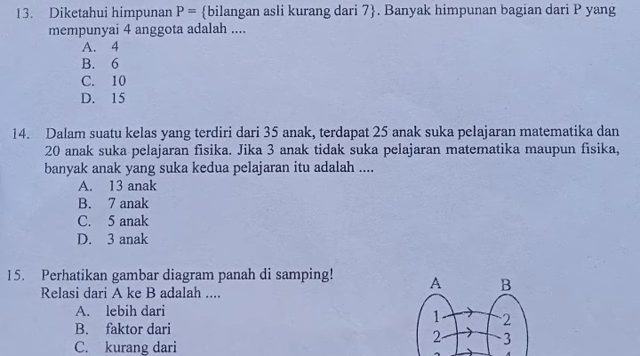 13. Diketahui himpunan P = {bilangan asli kurang dari 7}. Banyak himpunan bagian dari P yang
mempunyai 4 anggota adalah ....
A. 4
B. 6
C. 10
D. 15
14. Dalam suatu kelas yang terdiri dari 35 anak, terdapat 25 anak suka pelajaran matematika dan
20 anak suka pelajaran fisika. Jika 3 anak tidak suka pelajaran matematika maupun fisika,
banyak anak yang suka kedua pelajaran itu adalah ....
A. 13 anak
B. 7 anak
C. 5 anak
D. 3 anak
15. Perhatikan gambar diagram panah di samping!
Relasi dari A ke B adalah ....
A. lebih dari
B. faktor dari
C. kurang dari
A B
1 2
2 3